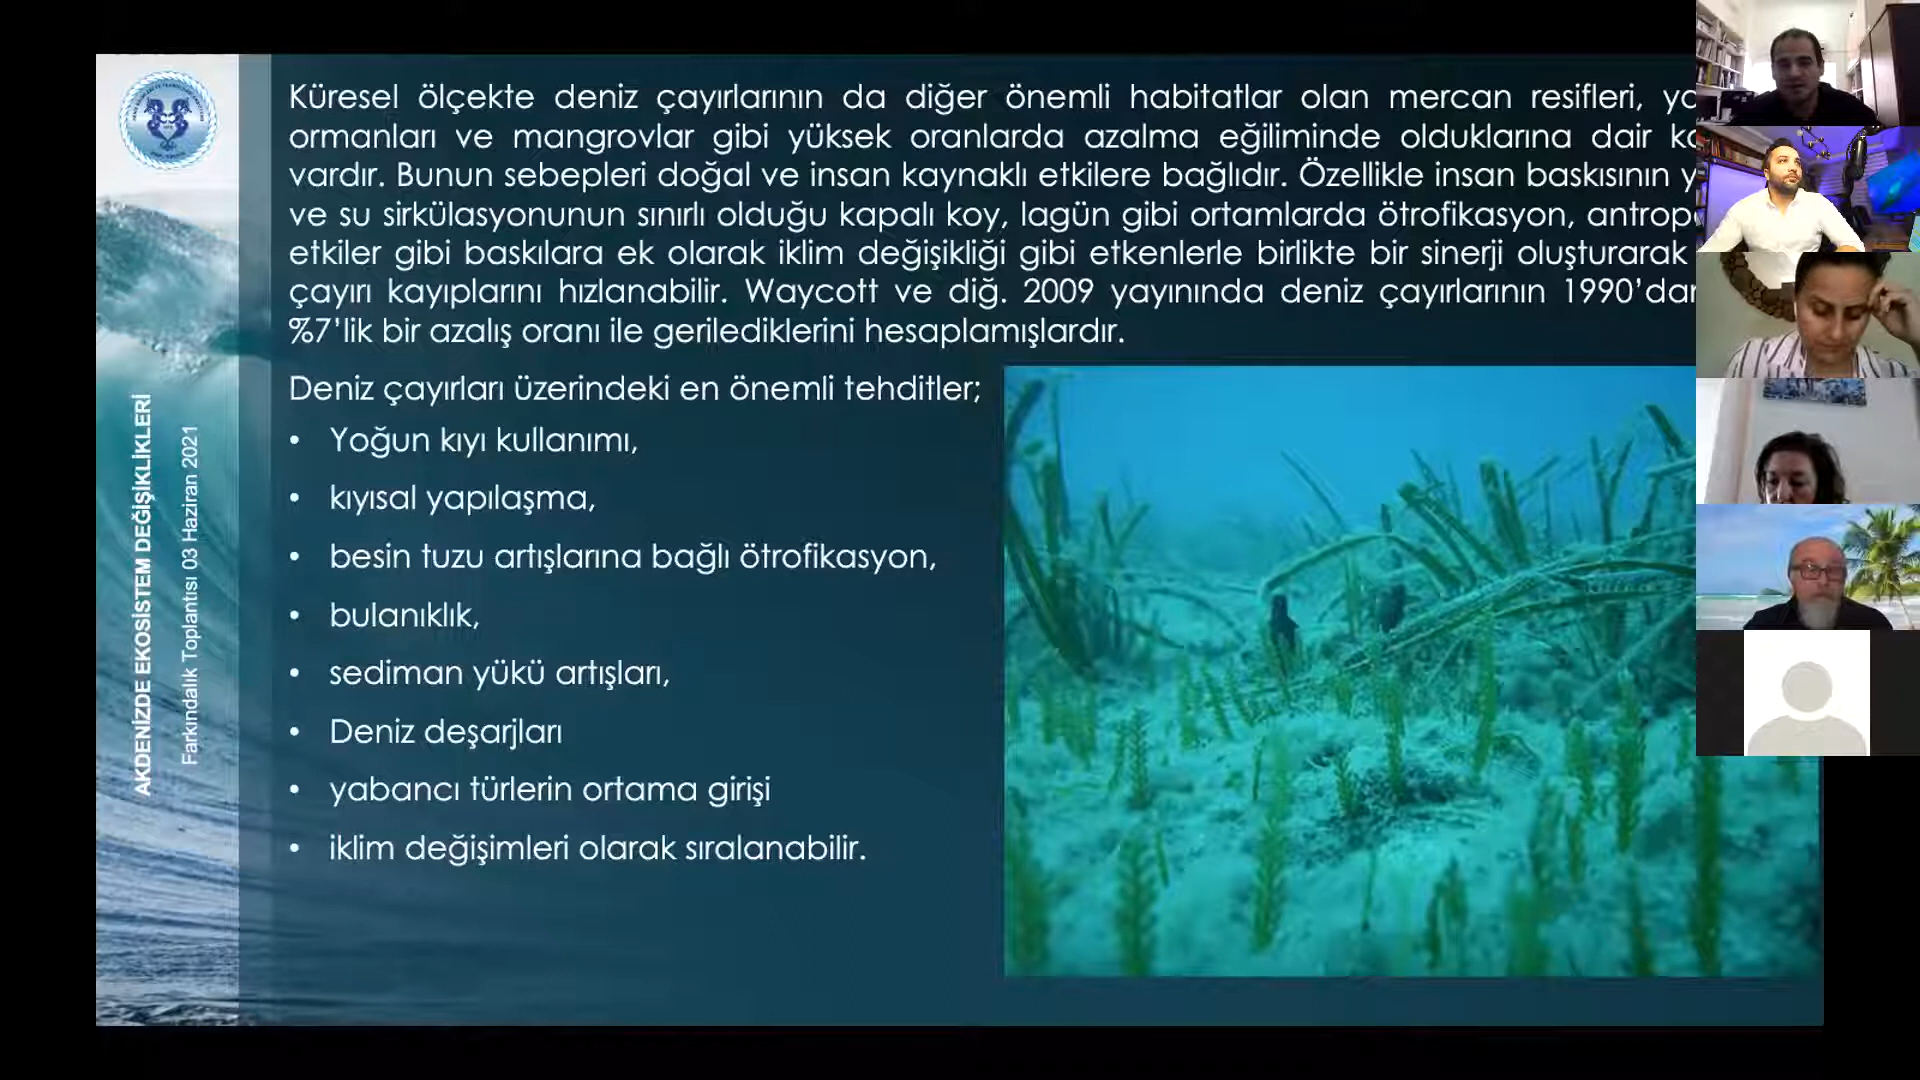 Küresel ölçekte deniz çayırlarının da diğer önemli habitatlar olan mercan resifleri,
ormanları ve mangrovlar gibi yüksek oranlarda azalma eğiliminde olduklarına dair
vardır. Bunun sebepleri doğal ve insan kaynaklı etkilere bağlıdır. Özellikle insan baskısının
ve su sirkülasyonunun sınırlı olduğu kapalı koy, lagün gibi ortamlarda ötrofikasyon,
etkiler gibi baskılara ek olarak iklim değişikliği gibi etkenlerle birlikte bir sinerji oluşturarak
çayırı kayıplarını hızlanabilir. Waycott ve diğ. 2009 yayınında deniz çayırlarının
%7'lik bir azalış oranı ile gerilediklerini hesaplamışlardır.
Deniz çayırları üzerindeki en önemli tehditler;
• Yoğun kıyı kullanımı,
• kıyısal yapılaşma,
• besin tuzu artışlarına bağlı ötrofikasyon,
• bulanıklık,
• sediman yükü artışları,
• Deniz deşarjları
• yabancı türlerin ortama girişi
• iklim değişimleri olarak sıralanabilir.
AKDENİZDE EKOSİSTEM DEĞİŞİKLİKLERİ
Farkındalık Toplantısı 03 Haziran 2021